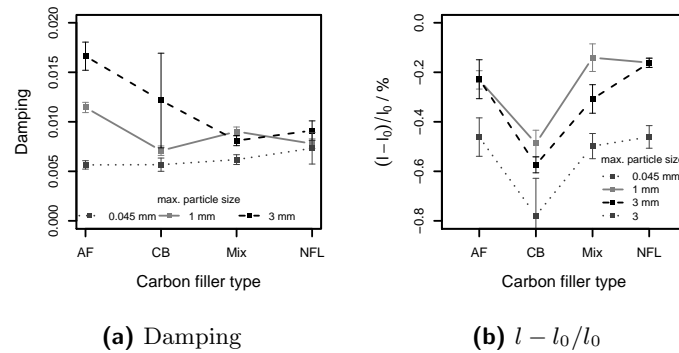 Damping
0.000
0.005
0.010
0.015
0.020
max. particle size
0.045 mm
1 mm
3 mm
AF
CB
Mix
NFL
Carbon filler type
(a) Damping
(l − l₀) / l₀ / %
−0.8
−0.6
−0.4
−0.2
0.0
max. particle size
0.045 mm
1 mm
3 mm
3
AF
CB
Mix
NFL
Carbon filler type
(b) l − l₀/l₀